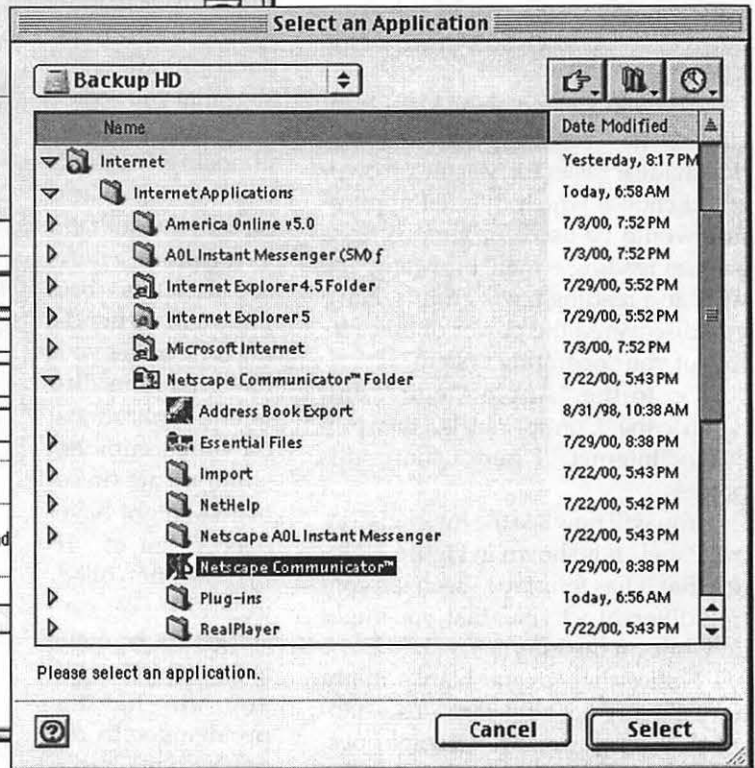 Select an Application
Backup HD
Name Date Modified
Internet Yesterday, 8:17 PM
Internet Applications Today, 6:58 AM
America Online v5.0 7/3/00, 7:52 PM
AOL Instant Messenger (SM) ƒ 7/3/00, 7:52 PM
Internet Explorer 4.5 Folder 7/29/00, 5:52 PM
Internet Explorer 5 7/29/00, 5:52 PM
Microsoft Internet 7/3/00, 7:52 PM
Netscape Communicator™ Folder 7/22/00, 5:43 PM
Address Book Export 8/31/98, 10:38 AM
Essential Files 7/29/00, 8:38 PM
Import 7/22/00, 5:43 PM
NetHelp 7/22/00, 5:42 PM
Netscape AOL Instant Messenger 7/22/00, 5:43 PM
Netscape Communicator™ 7/29/00, 8:38 PM
Plug-ins Today, 6:56 AM
RealPlayer 7/22/00, 5:43 PM
Please select an application.
? Cancel Select